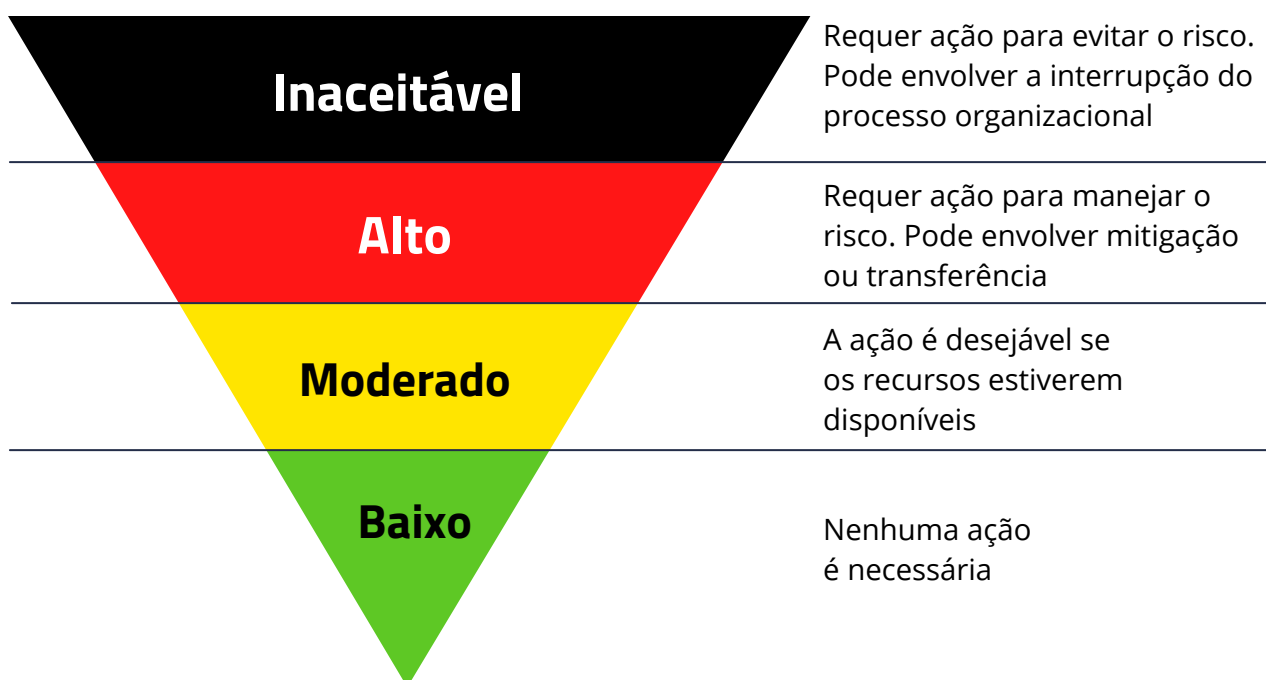 Inaceitável
Requer ação para evitar o risco.
Pode envolver a interrupção do
processo organizacional
Alto
Requer ação para manejar o
risco. Pode envolver mitigação
ou transferência
Moderado
A ação é desejável se
os recursos estiverem
disponíveis
Baixo
Nenhuma ação
é necessária